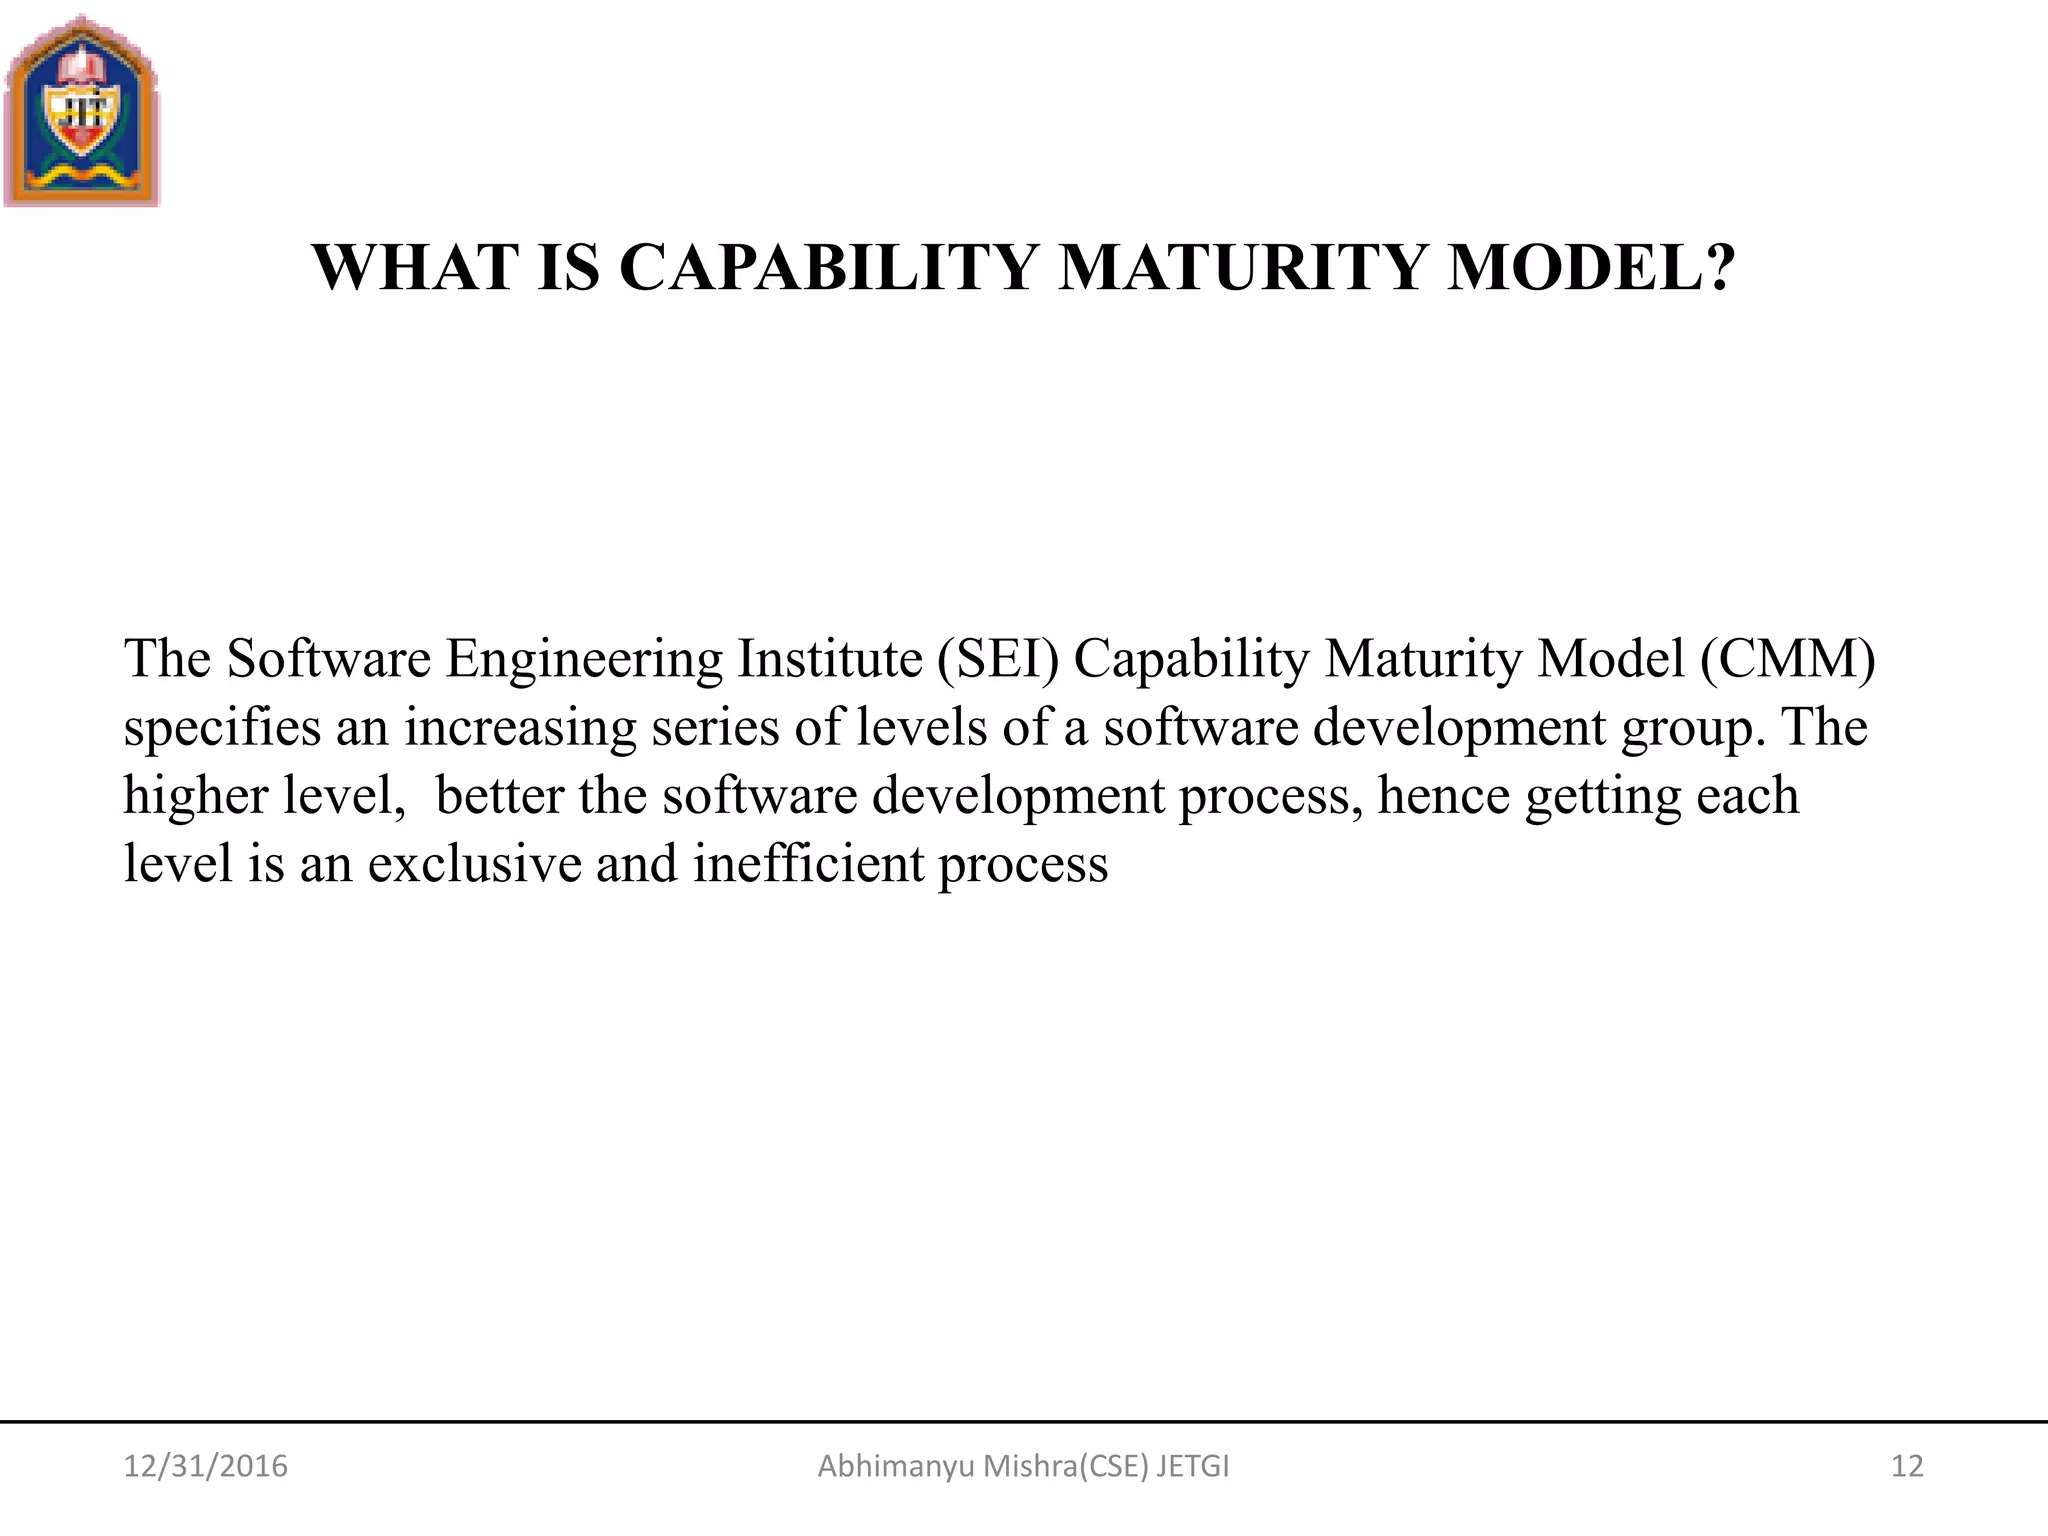 JIT
WHAT IS CAPABILITY MATURITY MODEL?
The Software Engineering Institute (SEI) Capability Maturity Model (CMM)
specifies an increasing series of levels of a software development group. The
higher level,  better the software development process, hence getting each
level is an exclusive and inefficient process
12/31/2016
Abhimanyu Mishra(CSE) JETGI
12